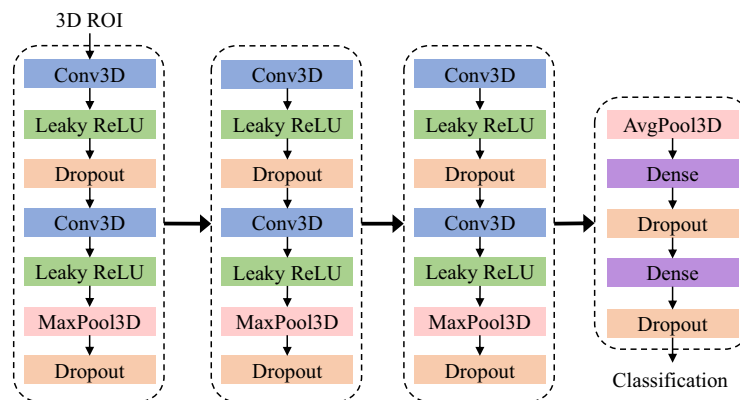 3D ROI
Conv3D
Leaky ReLU
Dropout
Conv3D
Leaky ReLU
MaxPool3D
Dropout
Conv3D
Leaky ReLU
Dropout
Conv3D
Leaky ReLU
MaxPool3D
Dropout
Conv3D
Leaky ReLU
Dropout
Conv3D
Leaky ReLU
MaxPool3D
Dropout
AvgPool3D
Dense
Dropout
Dense
Dropout
Classification